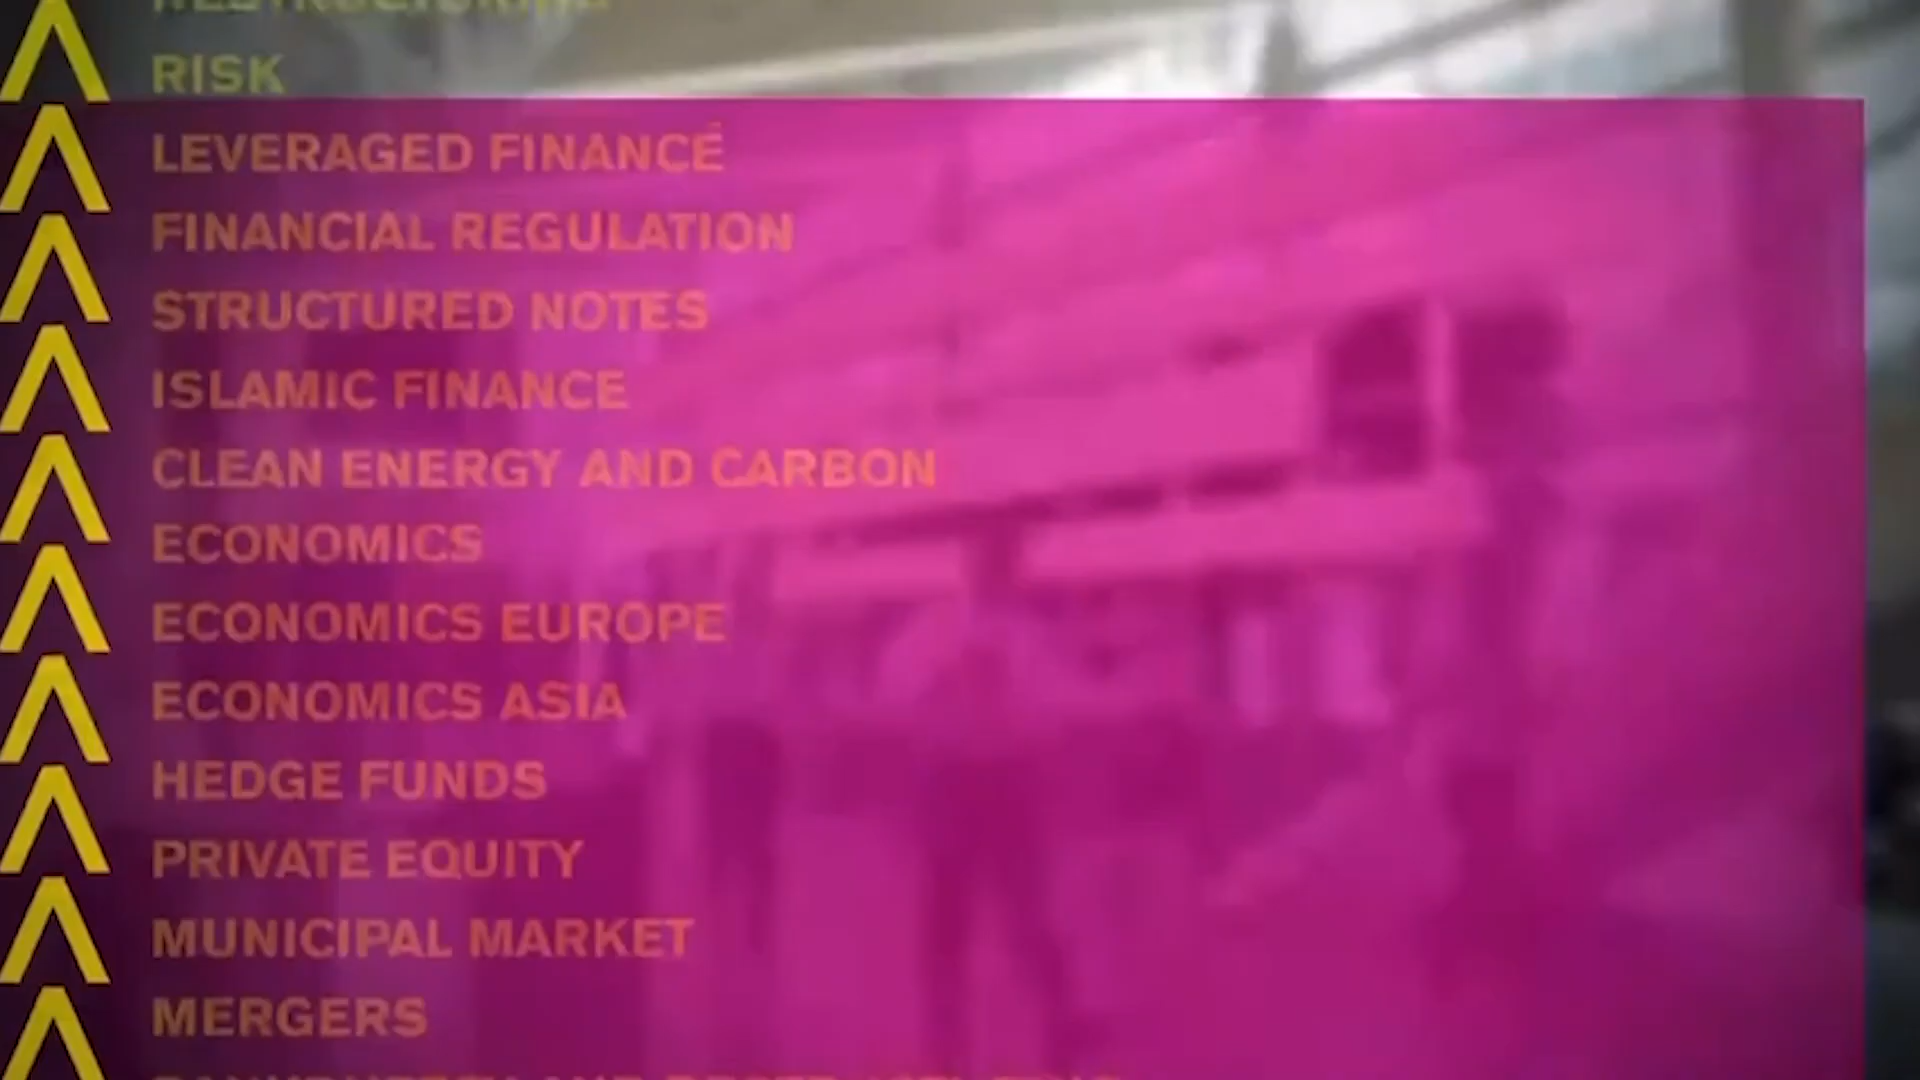 RISK
LEVERAGED FINANCE
FINANCIAL REGULATION
STRUCTURED NOTES
ISLAMIC FINANCE
CLEAN ENERGY AND CARBON
ECONOMICS
ECONOMICS EUROPE
ECONOMICS ASIA
HEDGE FUNDS
PRIVATE EQUITY
MUNICIPAL MARKET
MERGERS